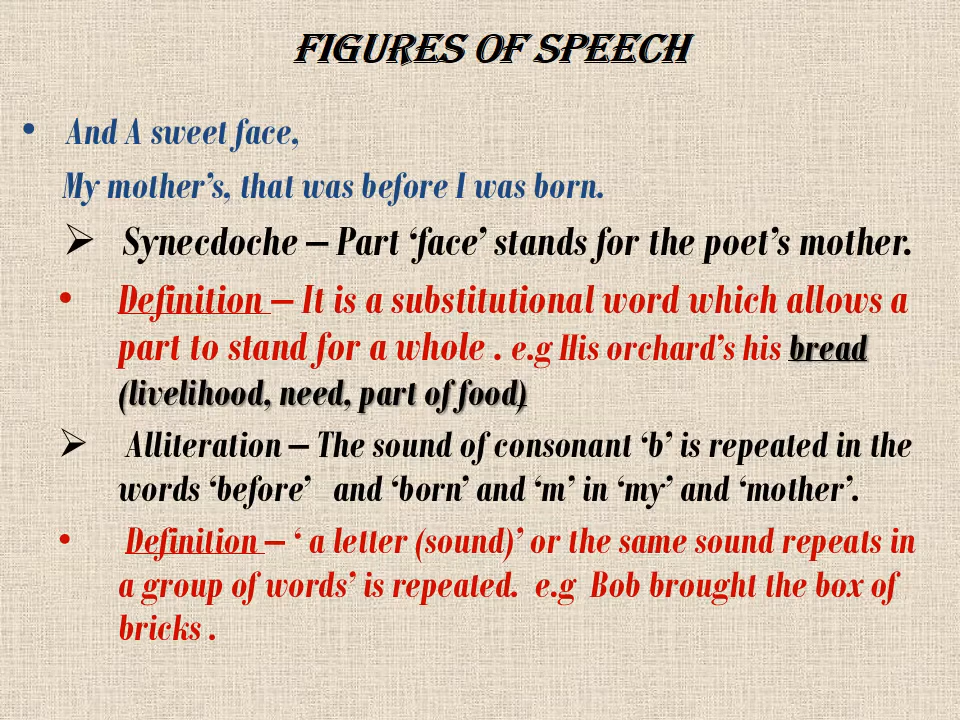 FIGURES OF SPEECH
• And A sweet face,
My mother’s, that was before I was born.
➢ Synecdoche – Part ‘face’ stands for the poet’s mother.
• Definition – It is a substitutional word which allows a
part to stand for a whole . e.g His orchard’s his bread
(livelihood, need, part of food)
➢ Alliteration – The sound of consonant ‘b’ is repeated in the
words ‘before’ and ‘born’ and ‘m’ in ‘my’ and ‘mother’.
• Definition – ‘ a letter (sound)’ or the same sound repeats in
a group of words’ is repeated. e.g Bob brought the box of
bricks .